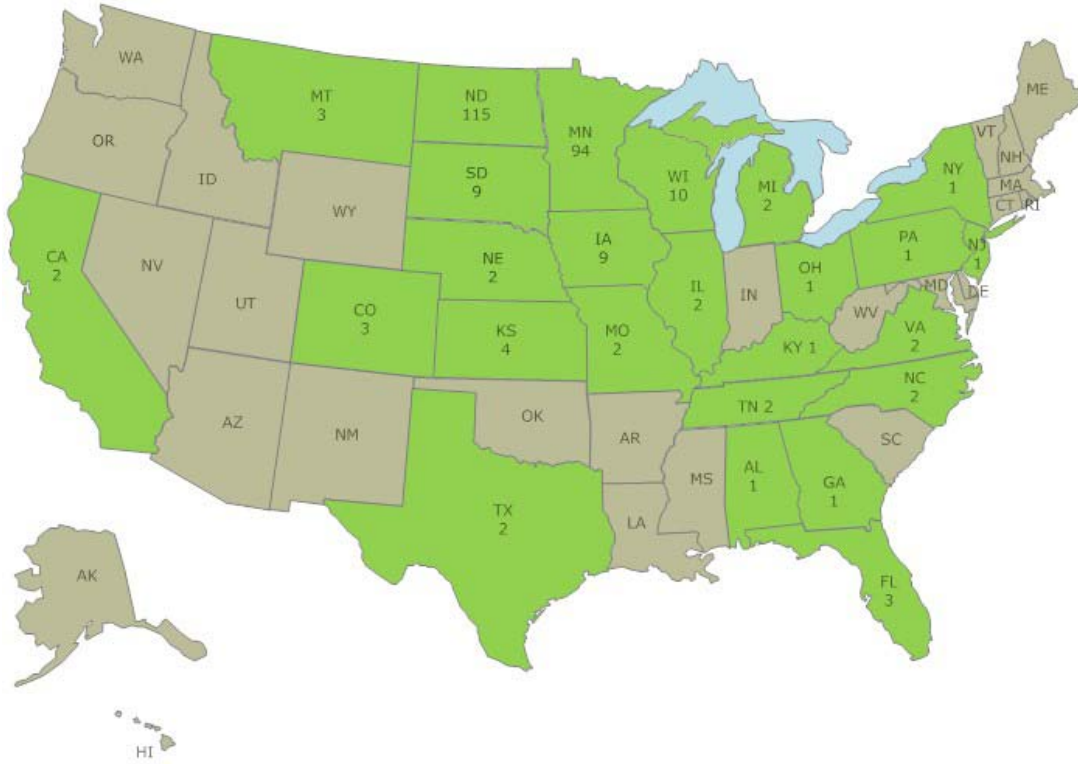 WA
MT
3
ND
115
MN
94
ME
VT
NH
OR
ID
SD
9
WI
10
MI
2
NY
1
MA
CT
RI
WY
IA
9
PA
1
NJ
1
CA
2
NV
UT
NE
2
CO
3
IL
2
IN
OH
1
MD
DE
WV
KS
4
MO
2
KY 1
VA
2
NC
2
AZ
NM
OK
AR
TN 2
SC
MS
AL
1
GA
1
TX
2
LA
FL
3
AK
HI